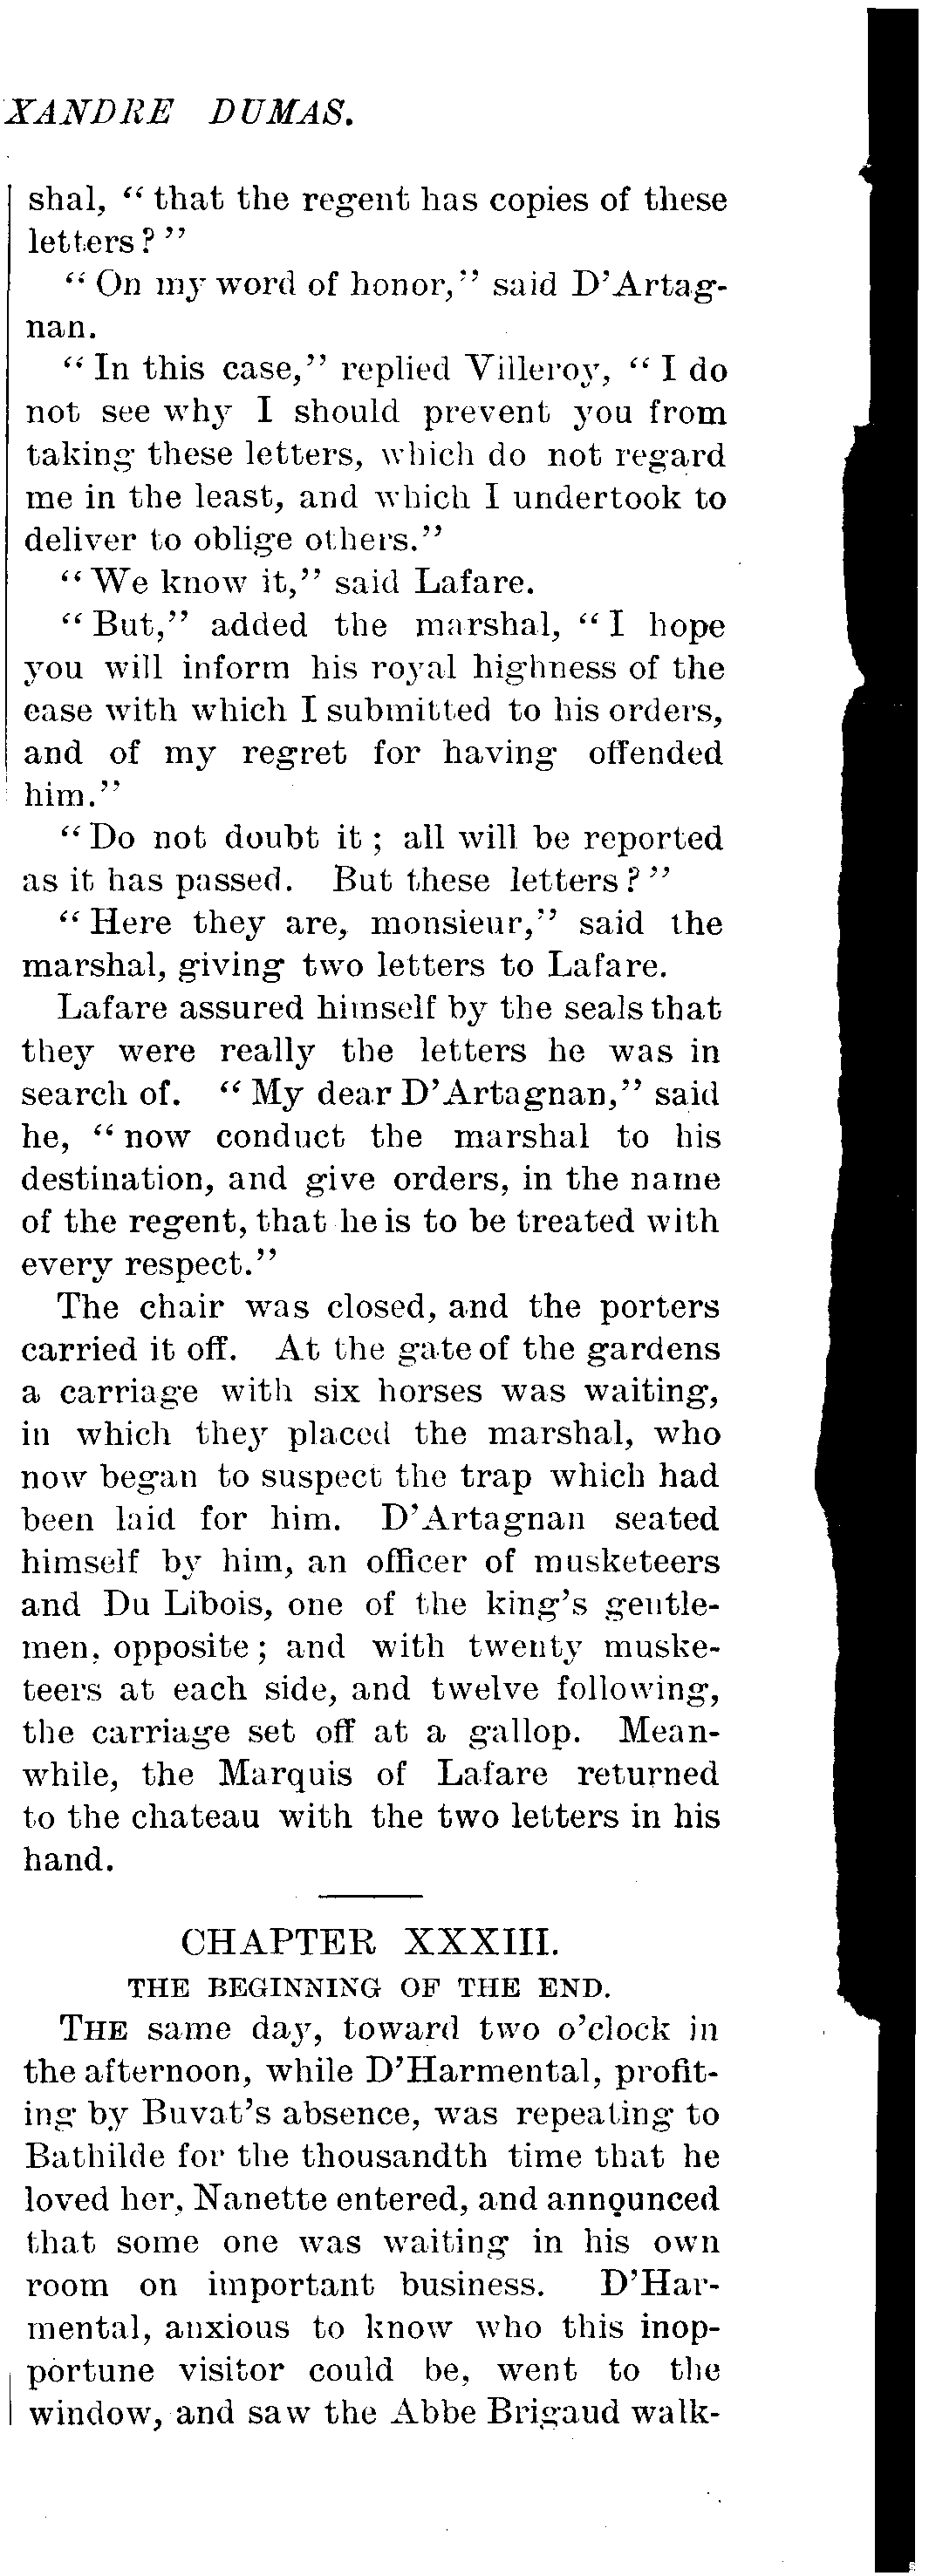 XANDRE DUMAS.
shal, “ that the regent has copies of these
letters ? ”
“ On my word of honor,” said D’Artag-
nan.
“ In this case,” replied Villeroy, “ I do
not see why I should prevent you from
taking these letters, which do not regard
me in the least, and which I undertook to
deliver to oblige others.”
“ We know it,” said Lafare.
“ But,” added the marshal, “ I hope
you will inform his royal highness of the
ease with which I submitted to his orders,
and of my regret for having offended
him.”
“ Do not doubt it ; all will be reported
as it has passed. But these letters ? ”
“ Here they are, monsieur,” said the
marshal, giving two letters to Lafare.
Lafare assured himself by the seals that
they were really the letters he was in
search of. “ My dear D’Artagnan,” said
he, “ now conduct the marshal to his
destination, and give orders, in the name
of the regent, that he is to be treated with
every respect.”
The chair was closed, and the porters
carried it off. At the gate of the gardens
a carriage with six horses was waiting,
in which they placed the marshal, who
now began to suspect the trap which had
been laid for him. D’Artagnan seated
himself by him, an officer of musketeers
and Du Libois, one of the king’s gentle-
men, opposite ; and with twenty muske-
teers at each side, and twelve following,
the carriage set off at a gallop. Mean-
while, the Marquis of Lafare returned
to the chateau with the two letters in his
hand.
CHAPTER XXXIII.
THE BEGINNING OF THE END.
THE same day, toward two o’clock in
the afternoon, while D’Harmental, profit-
ing by Buvat’s absence, was repeating to
Bathilde for the thousandth time that he
loved her, Nanette entered, and announced
that some one was waiting in his own
room on important business. D’Har-
mental, anxious to know who this inop-
portune visitor could be, went to the
window, and saw the Abbe Brigaud walk-